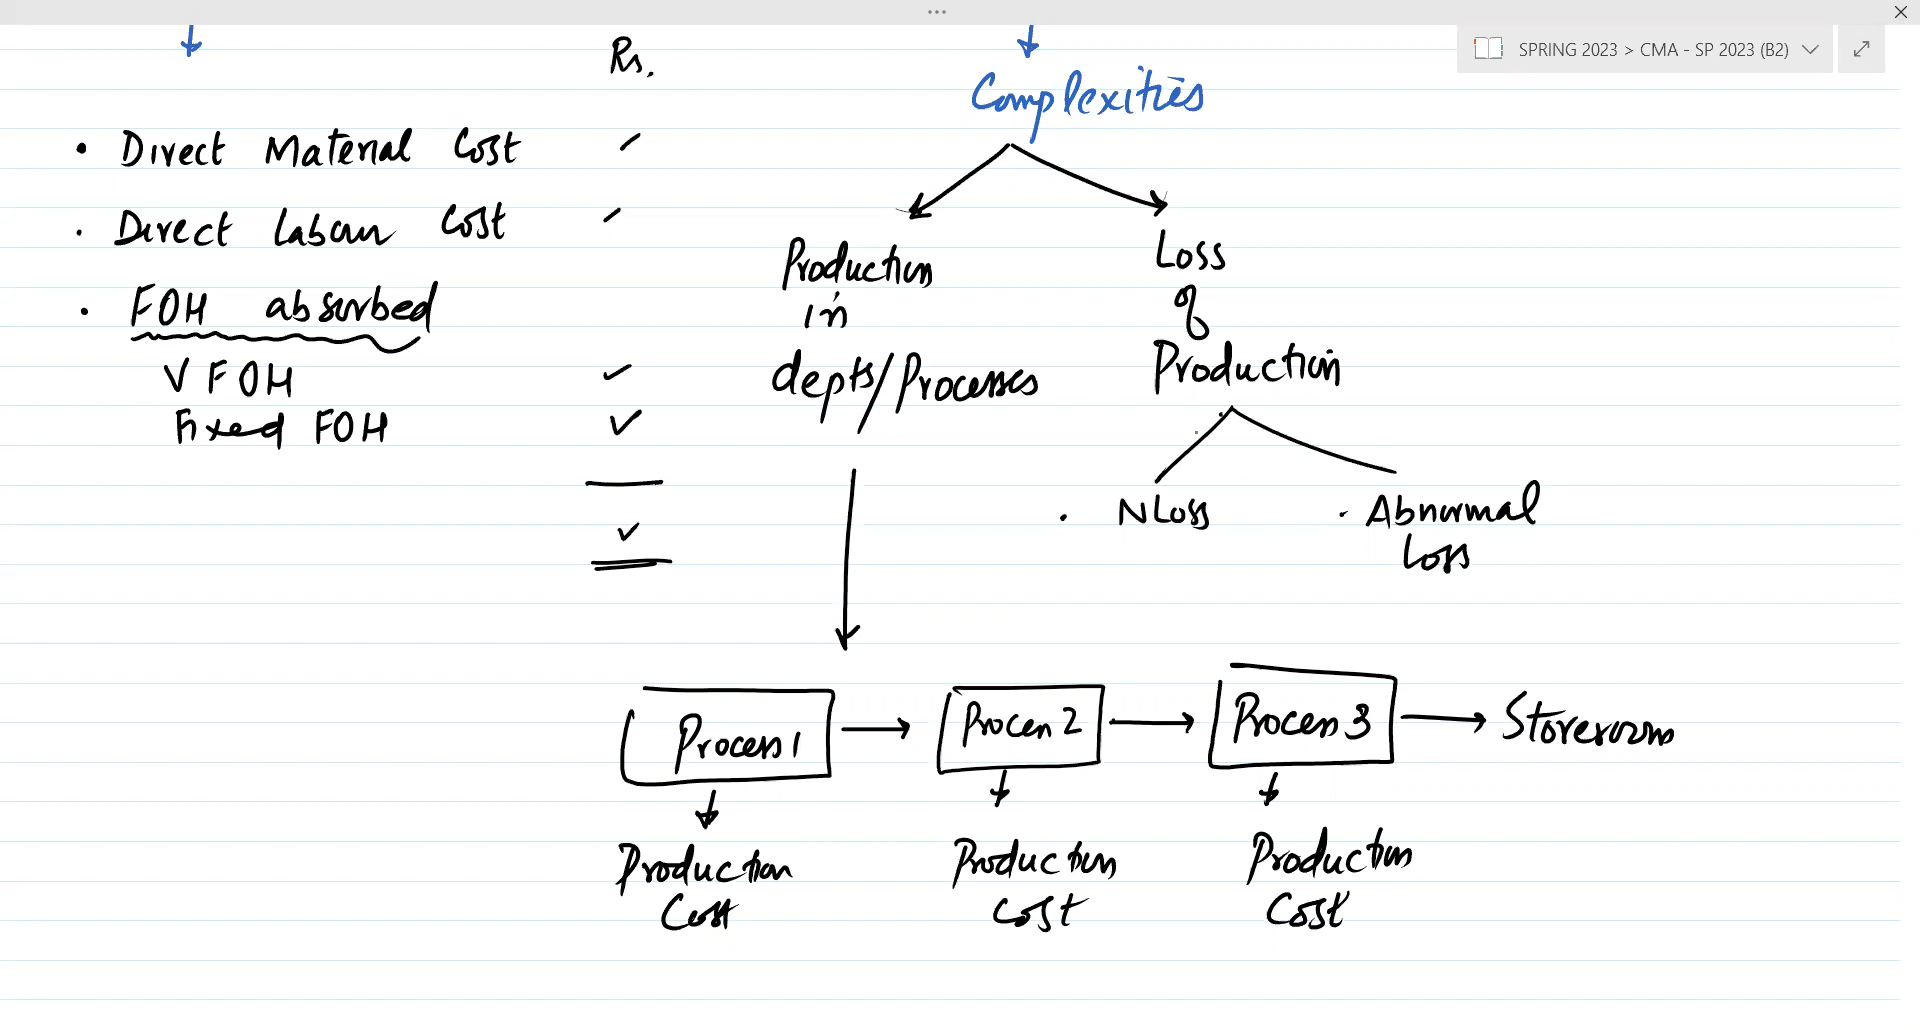 SPRING 2023 > CMA - SP 2023 (B2)
Rs.
• Direct Material Cost ✓
• Direct Labour Cost ✓
• FOH absorbed
VFOH ✓
Fixed FOH ✓
✓
Complexities
Production
in
depts/Processes
Loss
of
Production
• N Loss
• Abnormal
Loss
Process 1 → Process 2 → Process 3 → Storeroom
Production
Cost
Production
Cost
Production
Cost